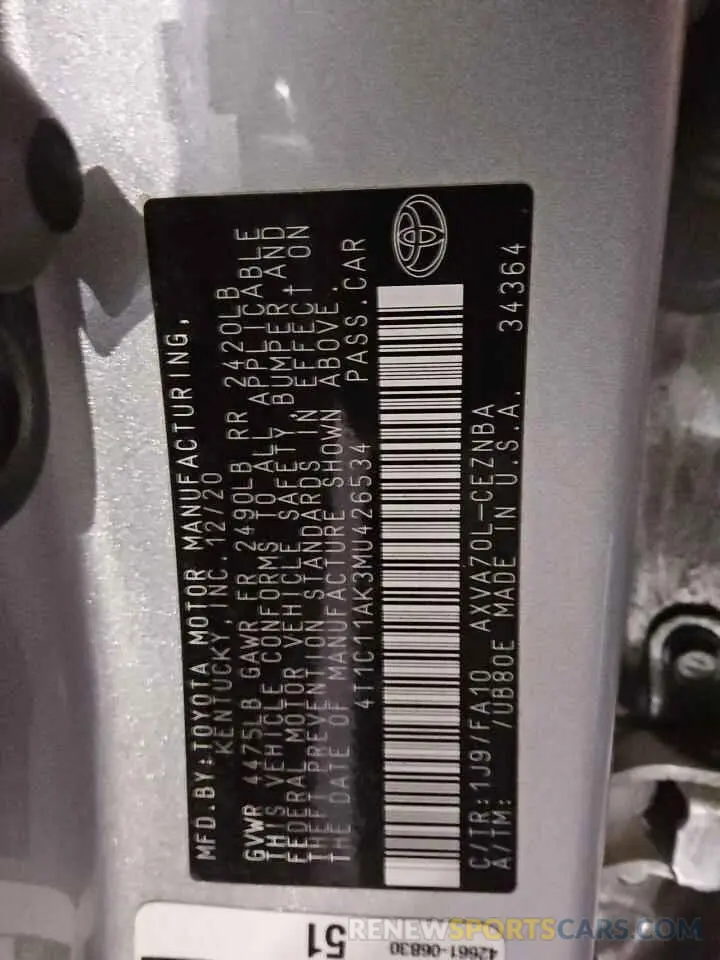 MFD.BY:TOYOTA MOTOR MANUFACTURING,
KENTUCKY,INC. 12/20
GVWR 4475LB GAWR FR 2490LB RR 2420LB
THIS VEHICLE CONFORMS TO ALL APPLICABLE
FEDERAL MOTOR VEHICLE SAFETY, BUMPER AND
THEFT PREVENTION STANDARDS IN EFFECT ON
THE DATE OF MANUFACTURE SHOWN ABOVE.
4T1C11AK3MU426534 PASS.CAR
C/TR:1J9/FA10 AXVA70L-CEZNBA
A/TM: /UB80E MADE IN U.S.A. 34364
51
42661-06830
RENEWSPORTSCARS.COM